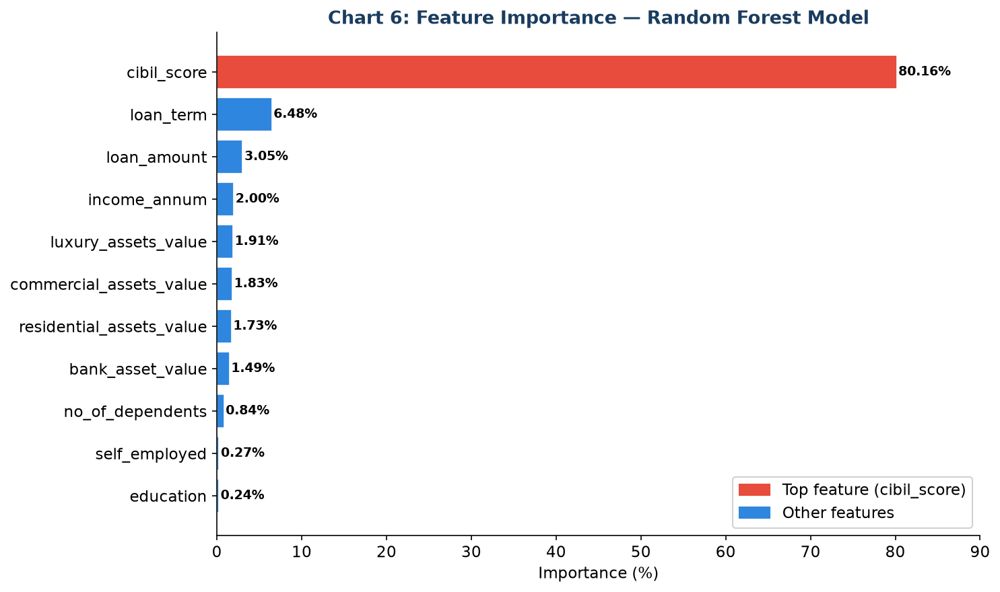 Chart 6: Feature Importance — Random Forest Model
cibil_score 80.16%
loan_term 6.48%
loan_amount 3.05%
income_annum 2.00%
luxury_assets_value 1.91%
commercial_assets_value 1.83%
residential_assets_value 1.73%
bank_asset_value 1.49%
no_of_dependents 0.84%
self_employed 0.27%
education 0.24%
Top feature (cibil_score)
Other features
0 10 20 30 40 50 60 70 80 90
Importance (%)